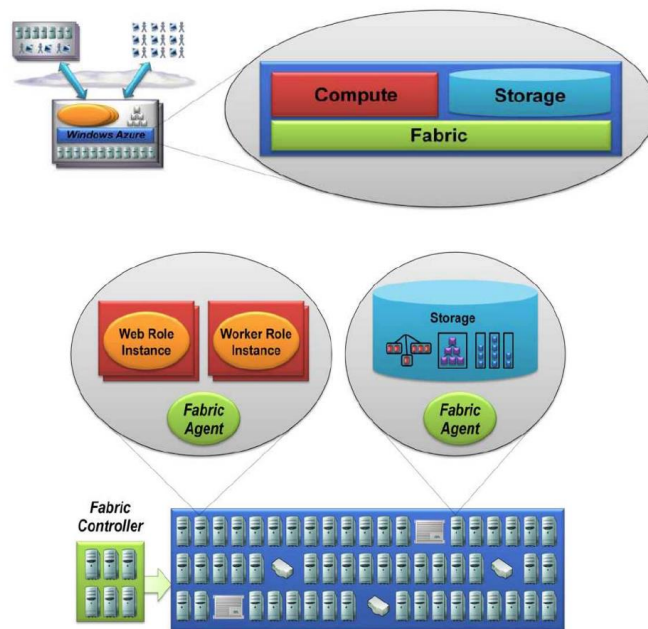 Windows Azure
Compute
Storage
Fabric
Web Role
Instance
Worker Role
Instance
Fabric
Agent
Storage
Fabric
Agent
Fabric
Controller